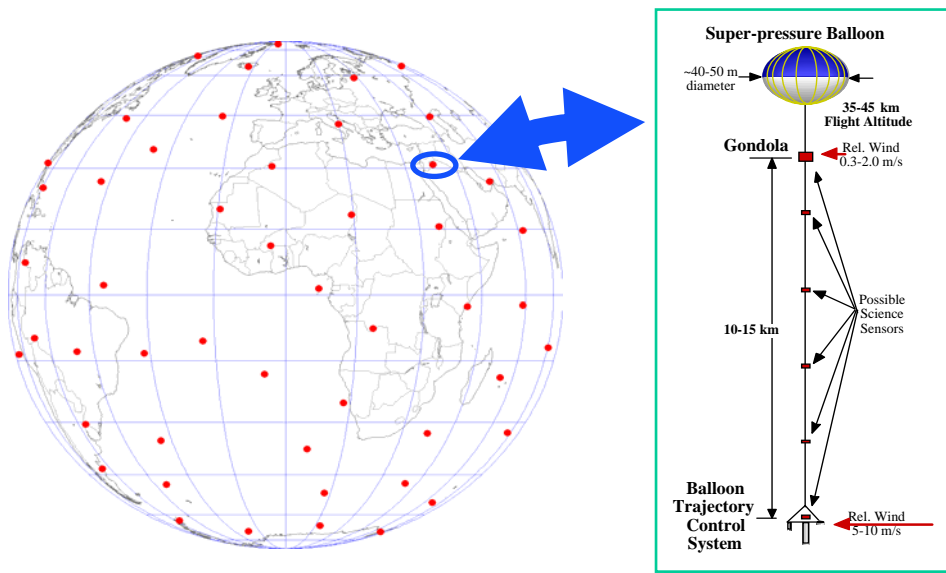 Super-pressure Balloon
~40-50 m
diameter
35-45 km
Flight Altitude
Gondola
Rel. Wind
0.3-2.0 m/s
10-15 km
Possible
Science
Sensors
Balloon
Trajectory
Control
System
Rel. Wind
5-10 m/s